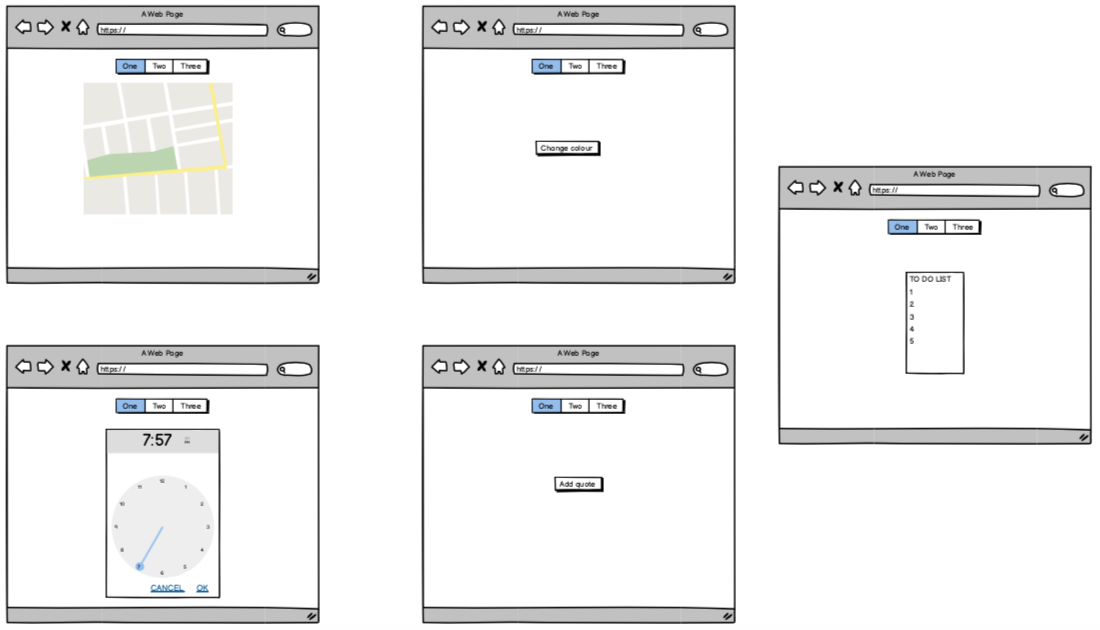 A Web Page
https://
One Two Three
A Web Page
https://
One Two Three
Change colour
A Web Page
https://
One Two Three
TO DO LIST
1
2
3
4
5
A Web Page
https://
One Two Three
7:57
12
11 1
10 2
9 3
8 4
7 5
6
CANCEL OK
A Web Page
https://
One Two Three
Add quote